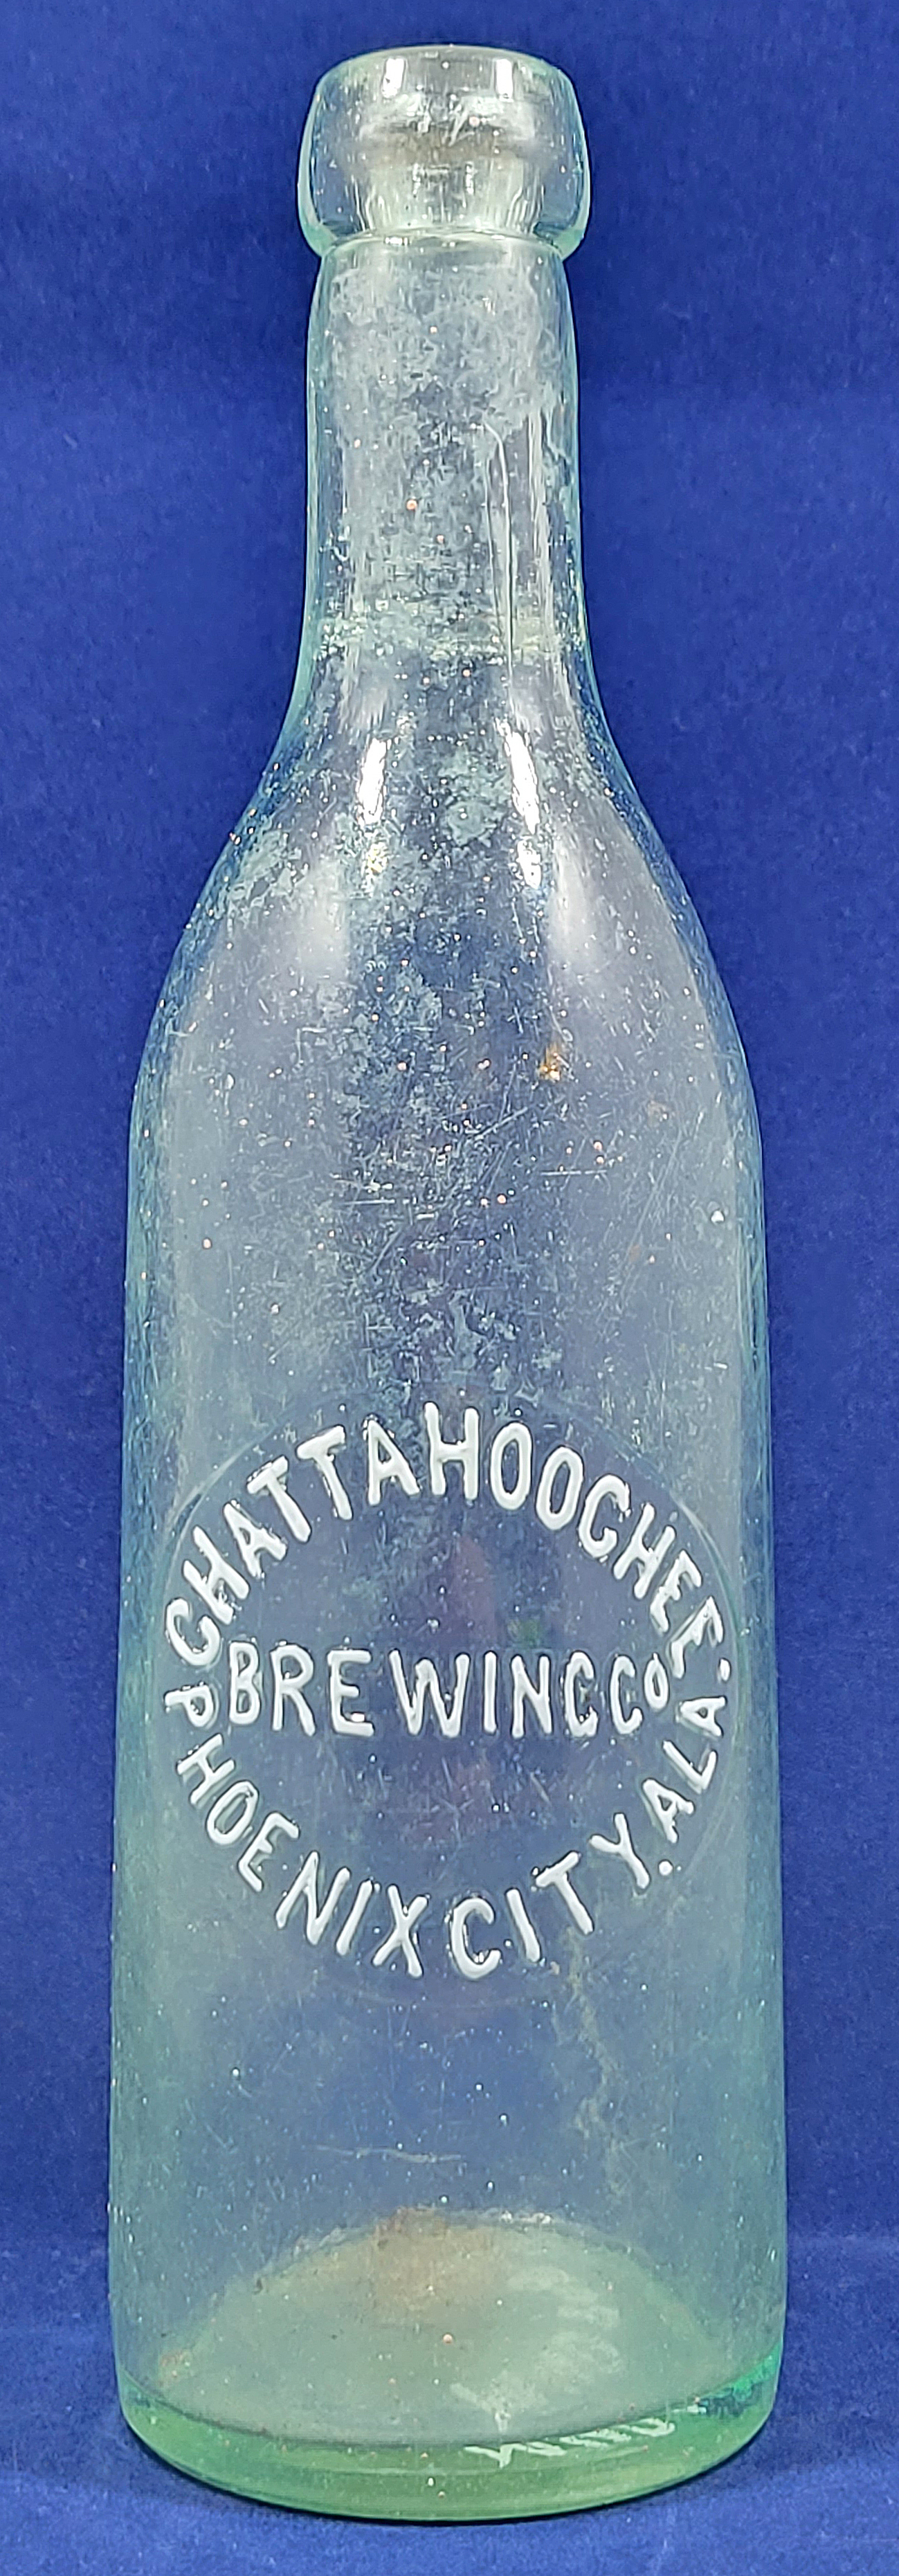 CHATTAHOOCHEE
BREWING CO
PHOENIX CITY, ALA.